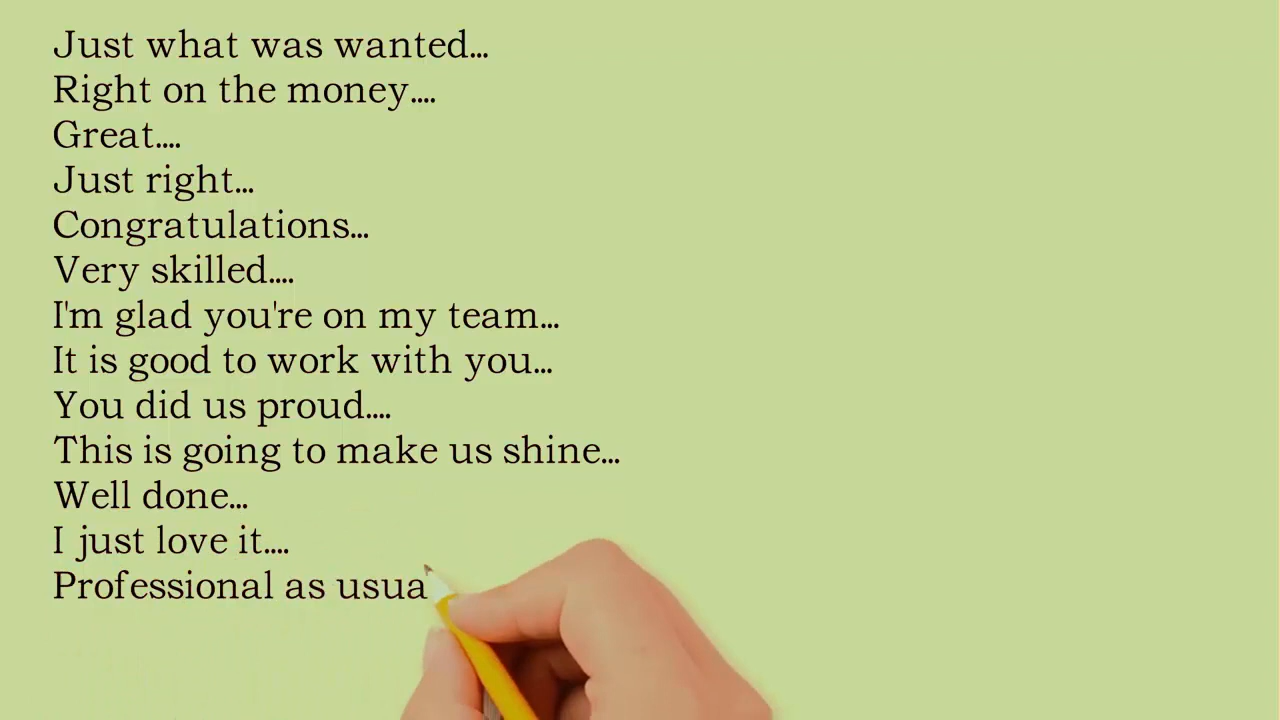 Just what was wanted...
Right on the money....
Great....
Just right...
Congratulations...
Very skilled....
I'm glad you're on my team...
It is good to work with you...
You did us proud....
This is going to make us shine...
Well done...
I just love it....
Professional as usua